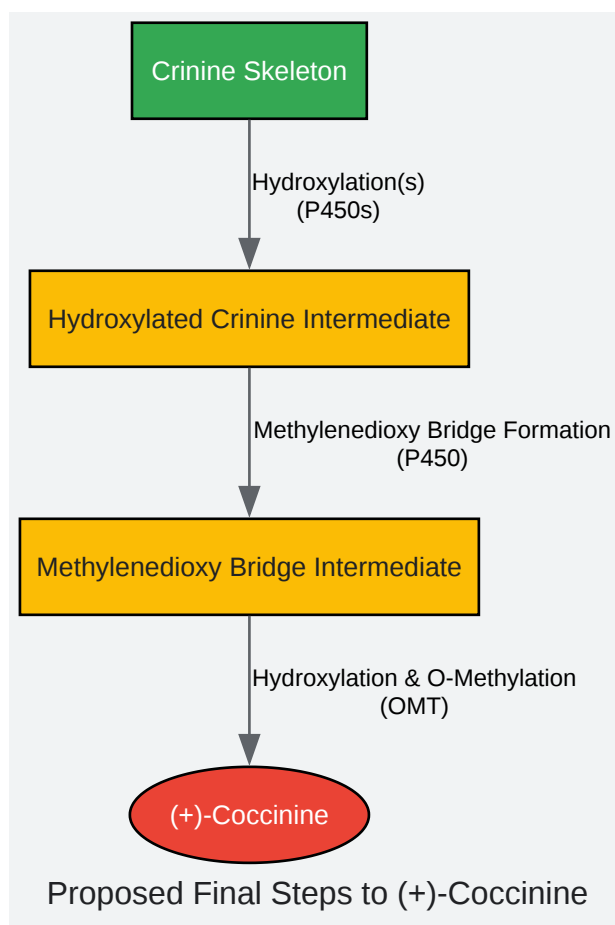 Crinine Skeleton
Hydroxylation(s)
(P450s)
Hydroxylated Crinine Intermediate
Methylenedioxy Bridge Formation
(P450)
Methylenedioxy Bridge Intermediate
Hydroxylation & O-Methylation
(OMT)
(+)-Coccinine
Proposed Final Steps to (+)-Coccinine